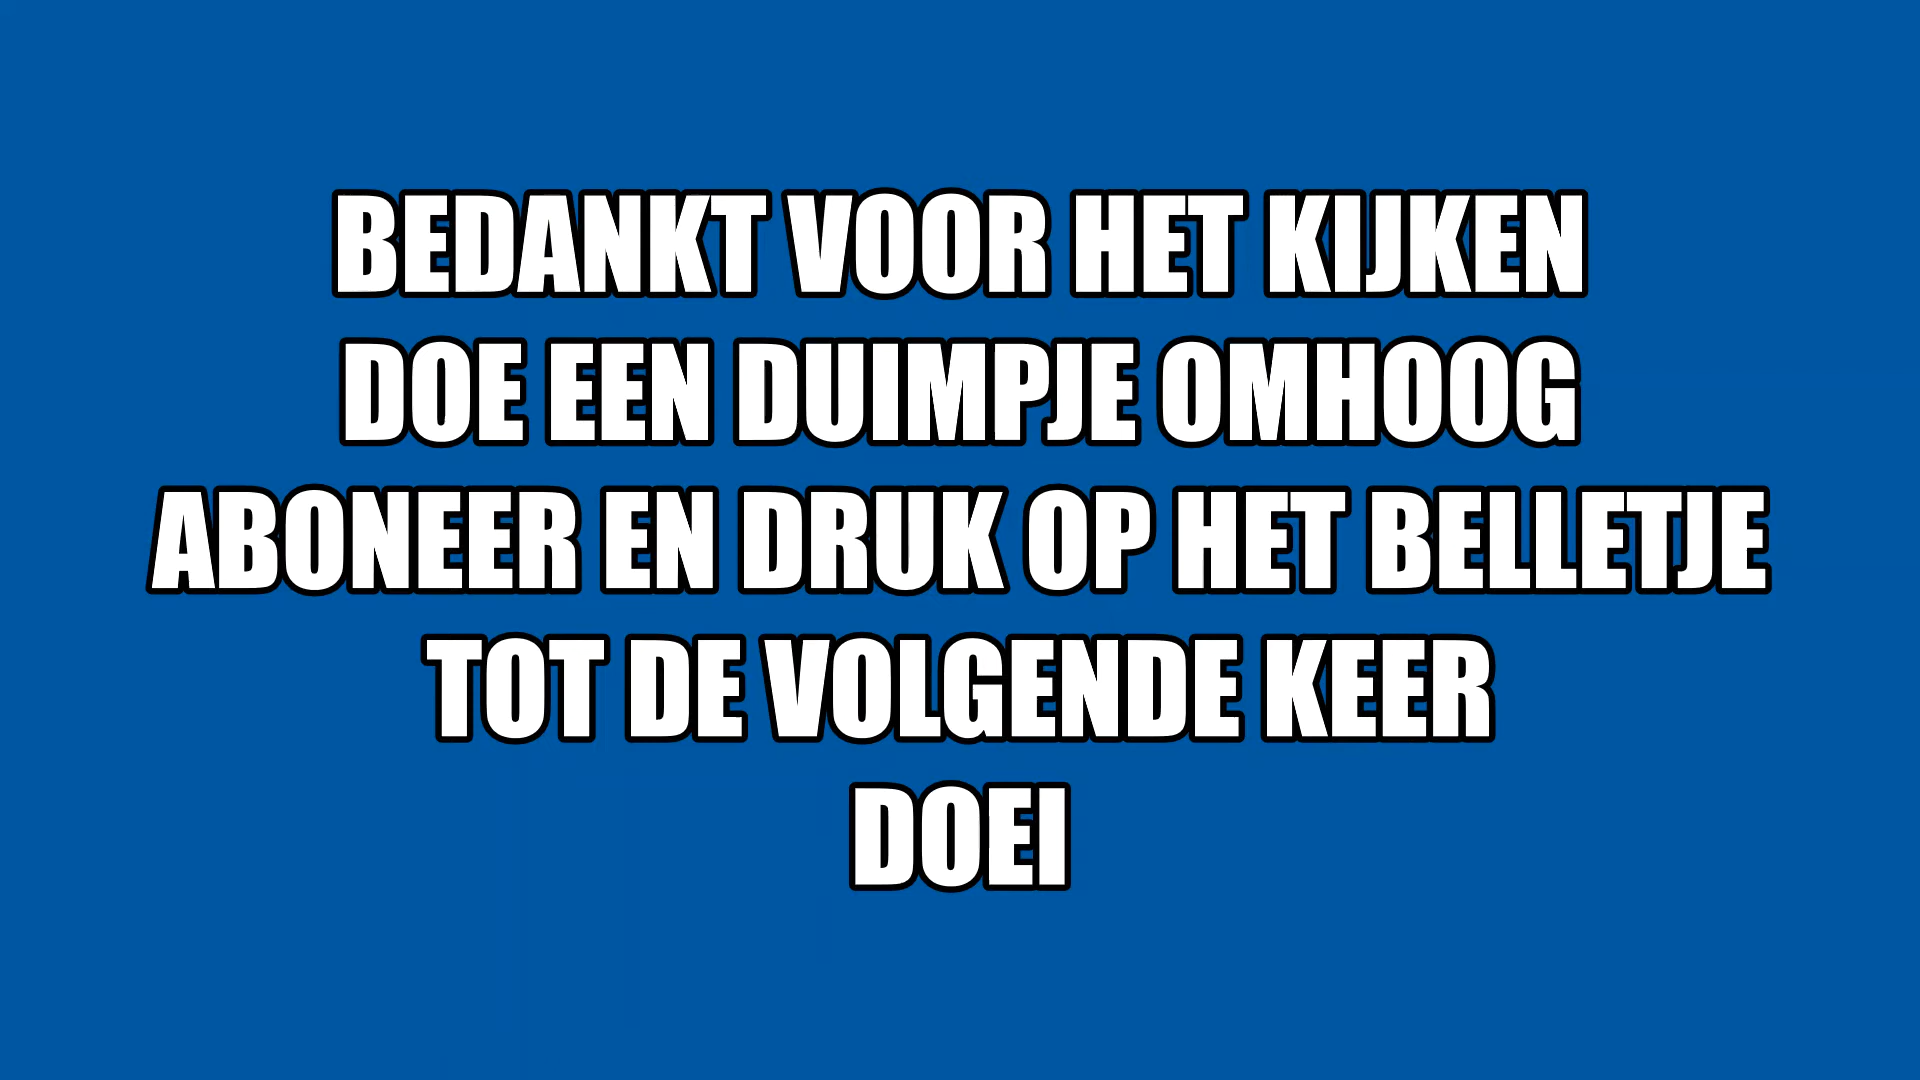 BEDANKT VOOR HET KIJKEN
DOE EEN DUIMPJE OMHOOG
ABONEER EN DRUK OP HET BELLETJE
TOT DE VOLGENDE KEER
DOEI